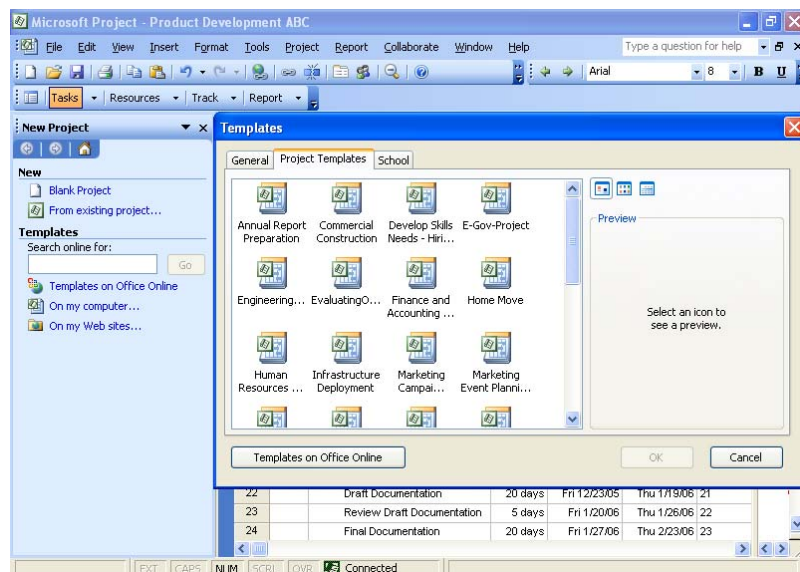 Microsoft Project - Product Development ABC
File Edit View Insert Format Tools Project Report Collaborate Window Help Type a question for help
Arial 8 B U
Tasks Resources Track Report
New Project
New
Blank Project
From existing project...
Templates
Search online for:
Go
Templates on Office Online
On my computer...
On my Web sites...
Templates
General Project Templates School
Annual Report Preparation
Commercial Construction
Develop Skills Needs - Hiri...
E-Gov-Project
Engineering...
EvaluatingO...
Finance and Accounting ...
Home Move
Human Resources ...
Infrastructure Deployment
Marketing Campai...
Marketing Event Planni...
Preview
Select an icon to
see a preview.
Templates on Office Online OK Cancel
22 Draft Documentation 20 days Fri 12/23/05 Thu 1/19/06 21
23 Review Draft Documentation 5 days Fri 1/20/06 Thu 1/26/06 22
24 Final Documentation 20 days Fri 1/27/06 Thu 2/23/06 23
EXT CAPS NUM SCRL OVR Connected